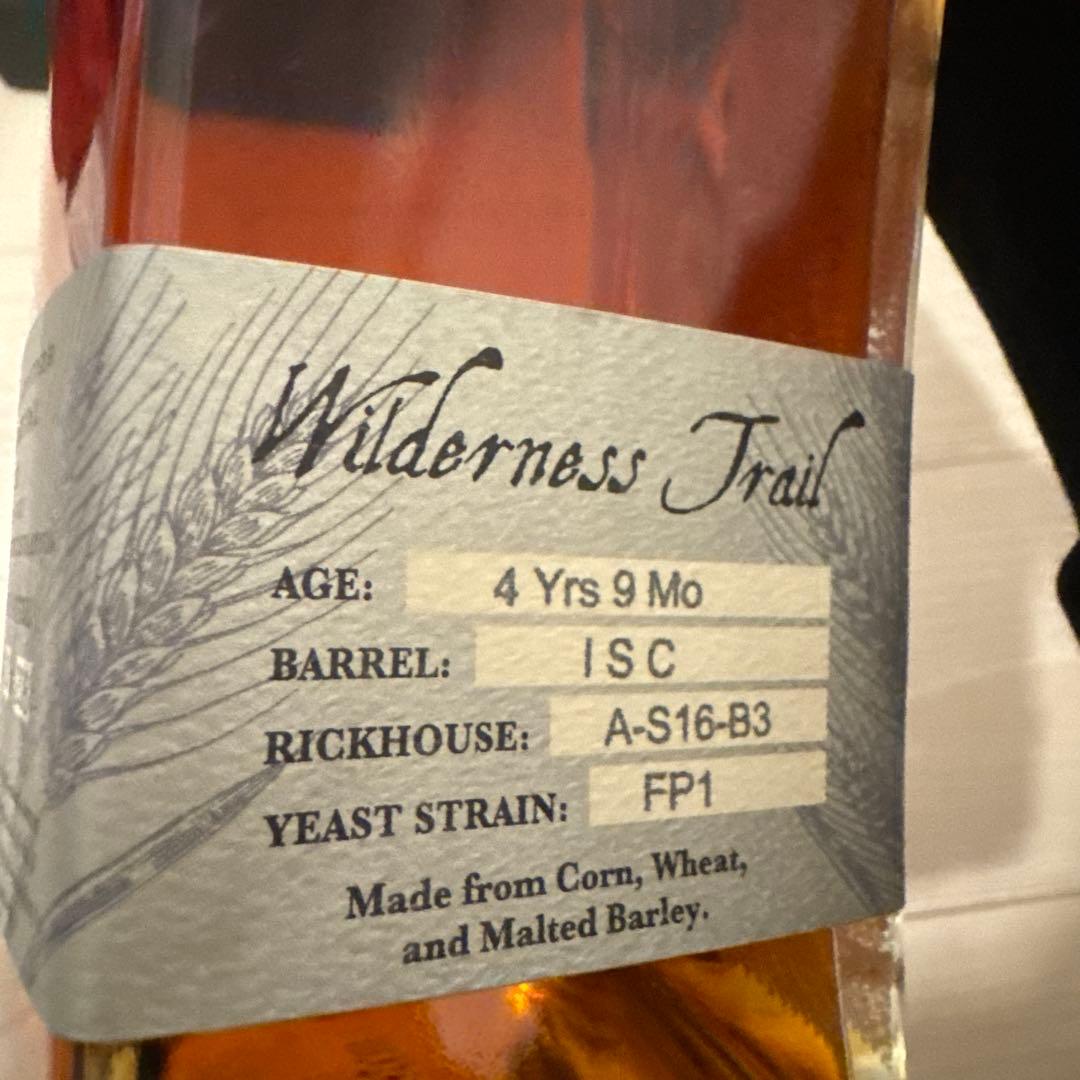 Wilderness Trail
AGE: 4 Yrs 9 Mo
BARREL: I S C
RICKHOUSE: A-S16-B3
YEAST STRAIN: FP1
Made from Corn, Wheat,
and Malted Barley.